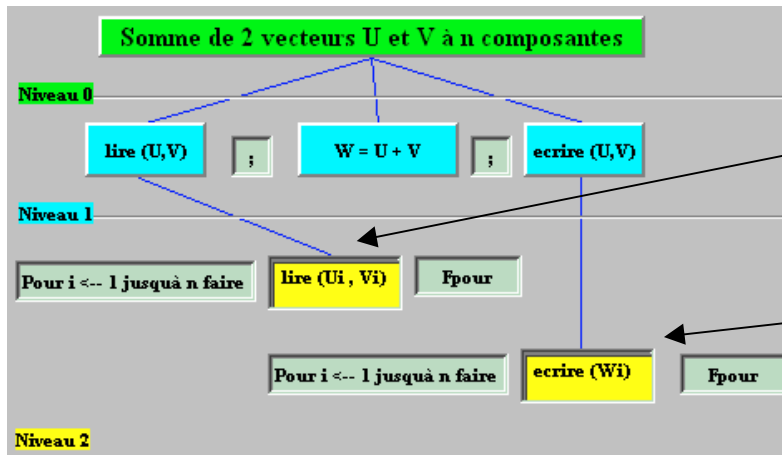 Somme de 2 vecteurs U et V à n composantes
Niveau 0
lire (U,V) ; W = U + V ; ecrire (U,V)
Niveau 1
Pour i <-- 1 jusquà n faire lire (Ui , Vi) Fpour
Pour i <-- 1 jusquà n faire ecrire (Wi) Fpour
Niveau 2